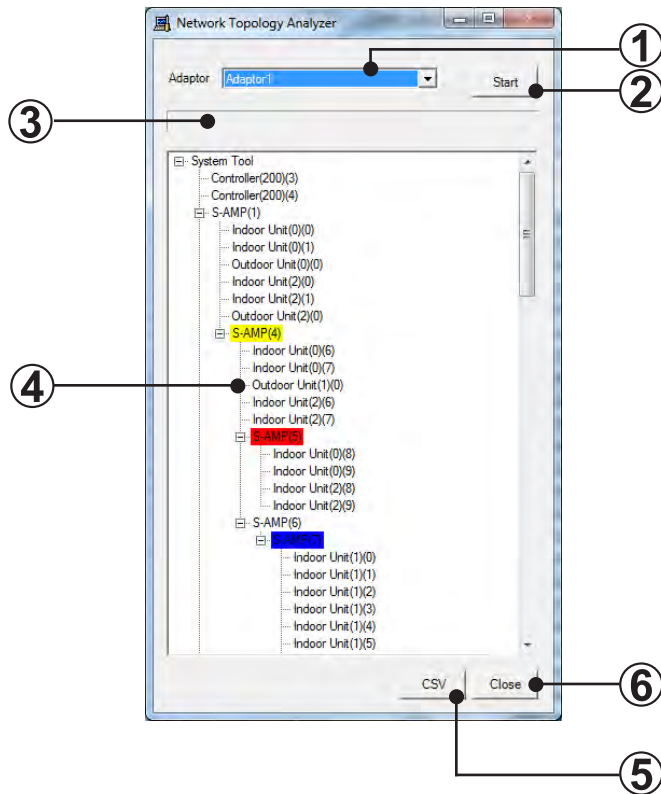 Network Topology Analyzer
1
Adaptor Adaptor1 Start
2
3
System Tool
Controller(200)(3)
Controller(200)(4)
S-AMP(1)
Indoor Unit(0)(0)
Indoor Unit(0)(1)
Outdoor Unit(0)(0)
Indoor Unit(2)(0)
Indoor Unit(2)(1)
Outdoor Unit(2)(0)
S-AMP(4)
Indoor Unit(0)(6)
Indoor Unit(0)(7)
4
Outdoor Unit(1)(0)
Indoor Unit(2)(6)
Indoor Unit(2)(7)
S-AMP(5)
Indoor Unit(0)(8)
Indoor Unit(0)(9)
Indoor Unit(2)(8)
Indoor Unit(2)(9)
S-AMP(6)
S-AMP(7)
Indoor Unit(1)(0)
Indoor Unit(1)(1)
Indoor Unit(1)(2)
Indoor Unit(1)(3)
Indoor Unit(1)(4)
Indoor Unit(1)(5)
CSV Close
6
5